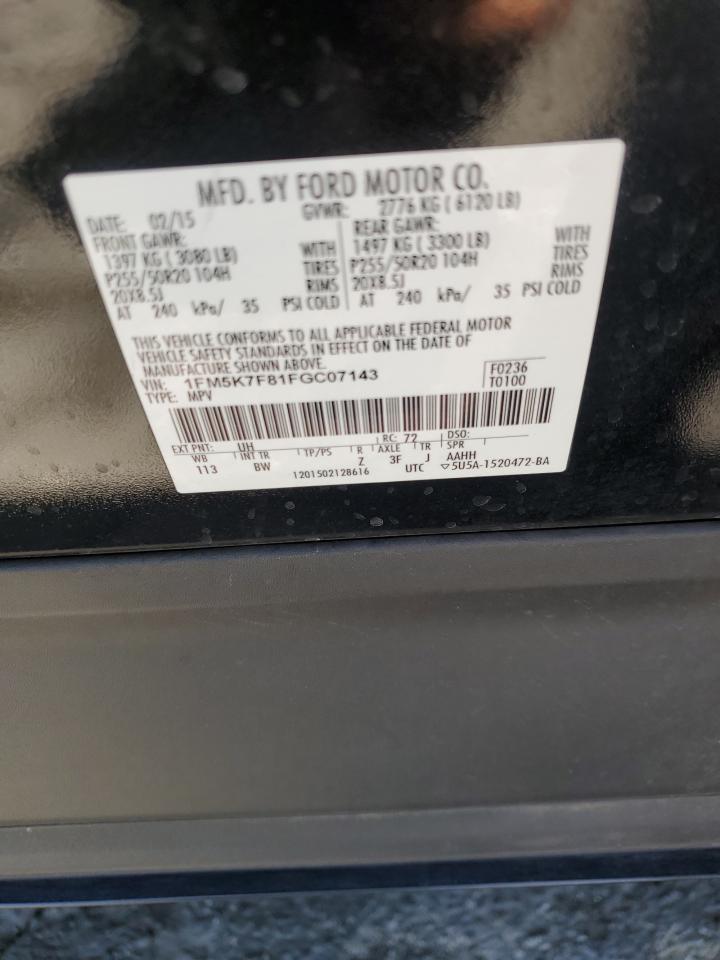 MFD. BY FORD MOTOR CO.
DATE: 02/15 GVWR: 2776 KG ( 6120 LB)
FRONT GAWR: REAR GAWR:
1397 KG ( 3080 LB) WITH 1497 KG ( 3300 LB) WITH
P255/50R20 104H TIRES P255/50R20 104H TIRES
20X8.5J RIMS 20X8.5J RIMS
AT 240 kPa/ 35 PSI COLD AT 240 kPa/ 35 PSI COLD
THIS VEHICLE CONFORMS TO ALL APPLICABLE FEDERAL MOTOR
VEHICLE SAFETY STANDARDS IN EFFECT ON THE DATE OF
MANUFACTURE SHOWN ABOVE.
VIN: 1FM5K7F81FGC07143 F0236
TYPE: MPV T0100
EXT PNT: UH RC: 72 DSO:
WB INT TR TP/PS R AXLE TR SPR
113 BW Z 3F J AAHH
1201502128616 UTC ▽5U5A-1520472-BA